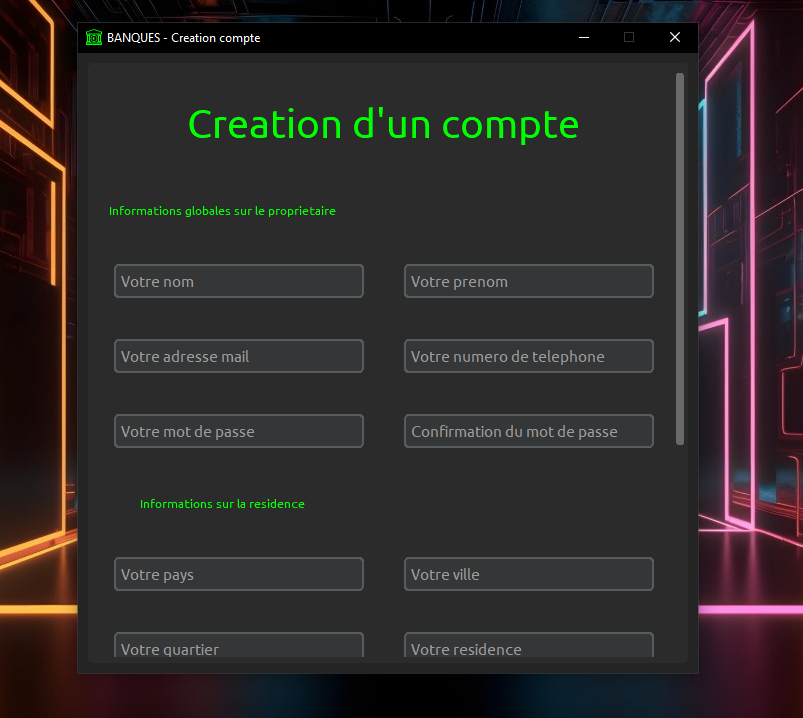 BANQUES - Creation compte
Creation d'un compte
Informations globales sur le proprietaire
Votre nom
Votre prenom
Votre adresse mail
Votre numero de telephone
Votre mot de passe
Confirmation du mot de passe
Informations sur la residence
Votre pays
Votre ville
Votre quartier
Votre residence